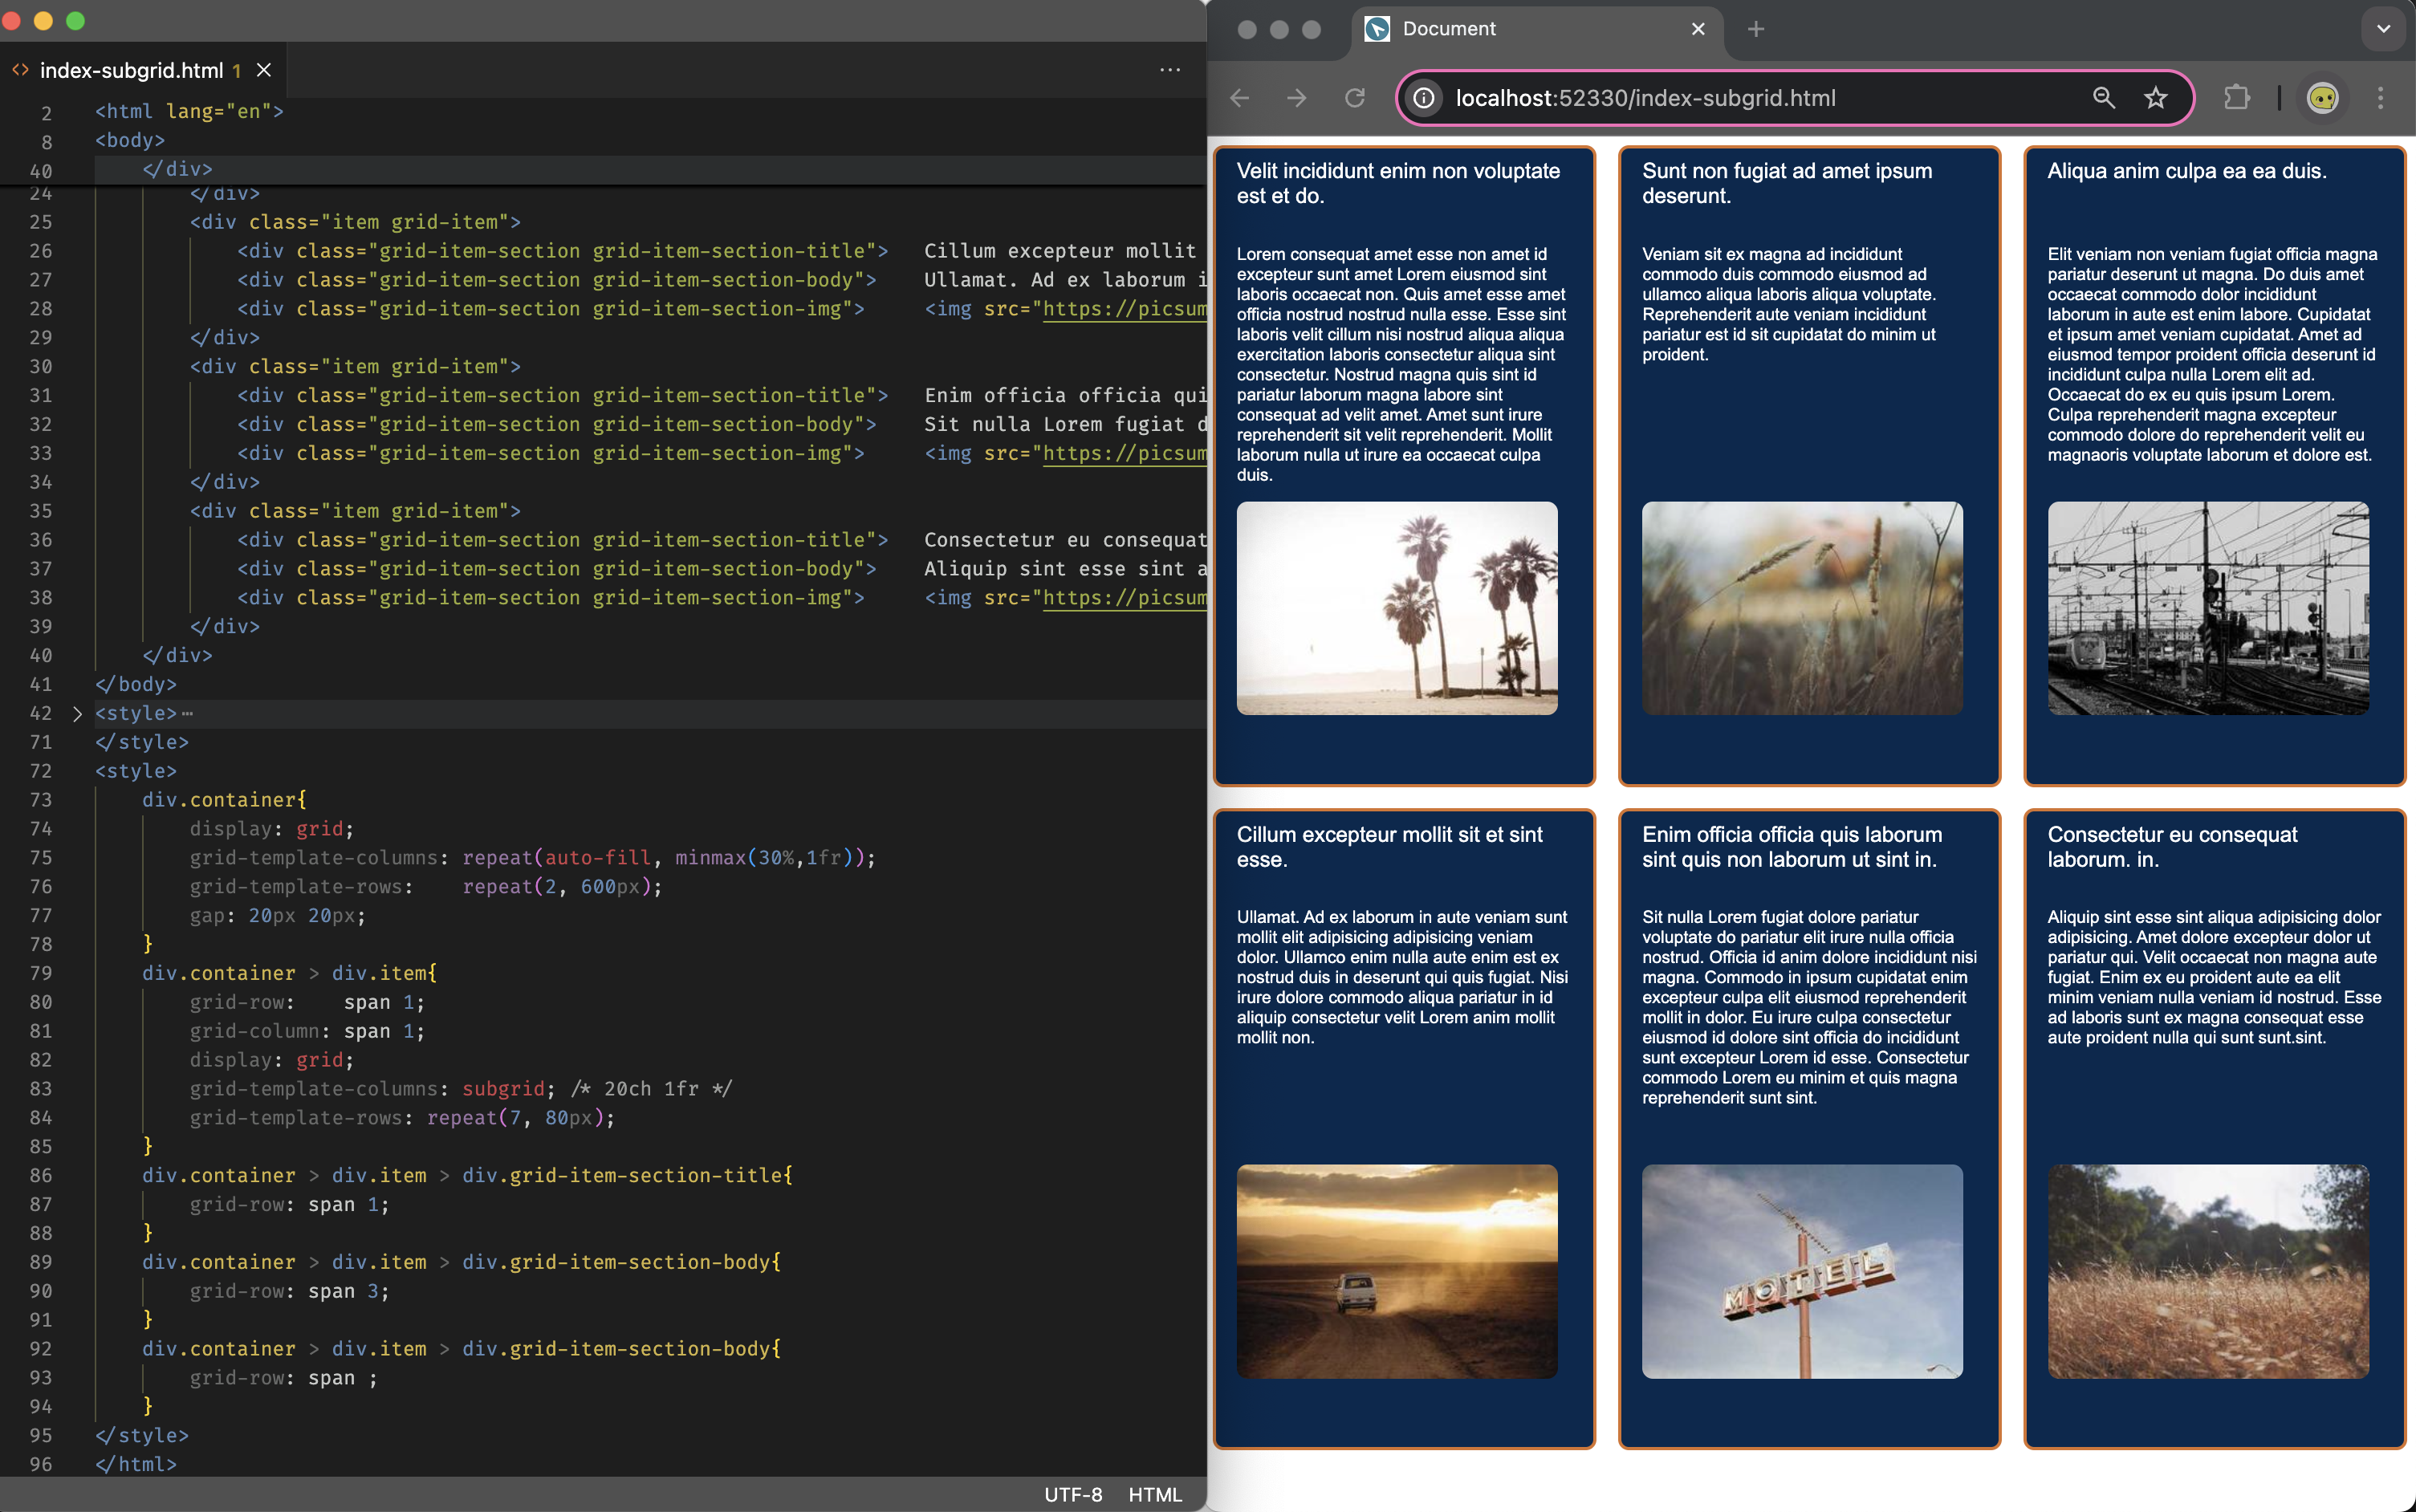 index-subgrid.html 1
2 <html lang="en">
8 <body>
40 </div>
24 </div>
25 <div class="item grid-item">
26 <div class="grid-item-section grid-item-section-title"> Cillum excepteur mollit
27 <div class="grid-item-section grid-item-section-body"> Ullamat. Ad ex laborum i
28 <div class="grid-item-section grid-item-section-img"> <img src="https://picsum
29 </div>
30 <div class="item grid-item">
31 <div class="grid-item-section grid-item-section-title"> Enim officia officia qui
32 <div class="grid-item-section grid-item-section-body"> Sit nulla Lorem fugiat d
33 <div class="grid-item-section grid-item-section-img"> <img src="https://picsum
34 </div>
35 <div class="item grid-item">
36 <div class="grid-item-section grid-item-section-title"> Consectetur eu consequat
37 <div class="grid-item-section grid-item-section-body"> Aliquip sint esse sint a
38 <div class="grid-item-section grid-item-section-img"> <img src="https://picsum
39 </div>
40 </div>
41 </body>
42 <style>
71 </style>
72 <style>
73 div.container{
74 display: grid;
75 grid-template-columns: repeat(auto-fill, minmax(30%,1fr));
76 grid-template-rows: repeat(2, 600px);
77 gap: 20px 20px;
78 }
79 div.container > div.item{
80 grid-row: span 1;
81 grid-column: span 1;
82 display: grid;
83 grid-template-columns: subgrid; /* 20ch 1fr */
84 grid-template-rows: repeat(7, 80px);
85 }
86 div.container > div.item > div.grid-item-section-title{
87 grid-row: span 1;
88 }
89 div.container > div.item > div.grid-item-section-body{
90 grid-row: span 3;
91 }
92 div.container > div.item > div.grid-item-section-body{
93 grid-row: span ;
94 }
95 </style>
96 </html>
UTF-8 HTML
Document
localhost:52330/index-subgrid.html
Velit incididunt enim non voluptate
est et do.
Lorem consequat amet esse non amet id
excepteur sunt amet Lorem eiusmod sint
laboris occaecat non. Quis amet esse amet
officia nostrud nostrud nulla esse. Esse sint
laboris velit cillum nisi nostrud aliqua aliqua
exercitation laboris consectetur aliqua sint
consectetur. Nostrud magna quis sint id
pariatur laborum magna labore sint
consequat ad velit amet. Amet sunt irure
reprehenderit sit velit reprehenderit. Mollit
laborum nulla ut irure ea occaecat culpa
duis.
Sunt non fugiat ad amet ipsum
deserunt.
Veniam sit ex magna ad incididunt
commodo duis commodo eiusmod ad
ullamco aliqua laboris aliqua voluptate.
Reprehenderit aute veniam incididunt
pariatur est id sit cupidatat do minim ut
proident.
Aliqua anim culpa ea ea duis.
Elit veniam non veniam fugiat officia magna
pariatur deserunt ut magna. Do duis amet
occaecat commodo dolor incididunt
laborum in aute est enim labore. Cupidatat
et ipsum amet veniam cupidatat. Amet ad
eiusmod tempor proident officia deserunt id
incididunt culpa nulla Lorem elit ad.
Occaecat do ex eu quis ipsum Lorem.
Culpa reprehenderit magna excepteur
commodo dolore do reprehenderit velit eu
magnaoris voluptate laborum et dolore est.
Cillum excepteur mollit sit et sint
esse.
Ullamat. Ad ex laborum in aute veniam sunt
mollit elit adipisicing adipisicing veniam
dolor. Ullamco enim nulla aute enim est ex
nostrud duis in deserunt qui quis fugiat. Nisi
irure dolore commodo aliqua pariatur in id
aliquip consectetur velit Lorem anim mollit
mollit non.
Enim officia officia quis laborum
sint quis non laborum ut sint in.
Sit nulla Lorem fugiat dolore pariatur
voluptate do pariatur elit irure nulla officia
nostrud. Officia id anim dolore incididunt nisi
magna. Commodo in ipsum cupidatat enim
excepteur culpa elit eiusmod reprehenderit
mollit in dolor. Eu irure culpa consectetur
eiusmod id dolore sint officia do incididunt
sunt excepteur Lorem id esse. Consectetur
commodo Lorem eu minim et quis magna
reprehenderit sunt sint.
MOTEL
Consectetur eu consequat
laborum. in.
Aliquip sint esse sint aliqua adipisicing dolor
adipisicing. Amet dolore excepteur dolor ut
pariatur qui. Velit occaecat non magna aute
fugiat. Enim ex eu proident aute ea elit
minim veniam nulla veniam id nostrud. Esse
ad laboris sunt ex magna consequat esse
aute proident nulla qui sunt sunt.sint.